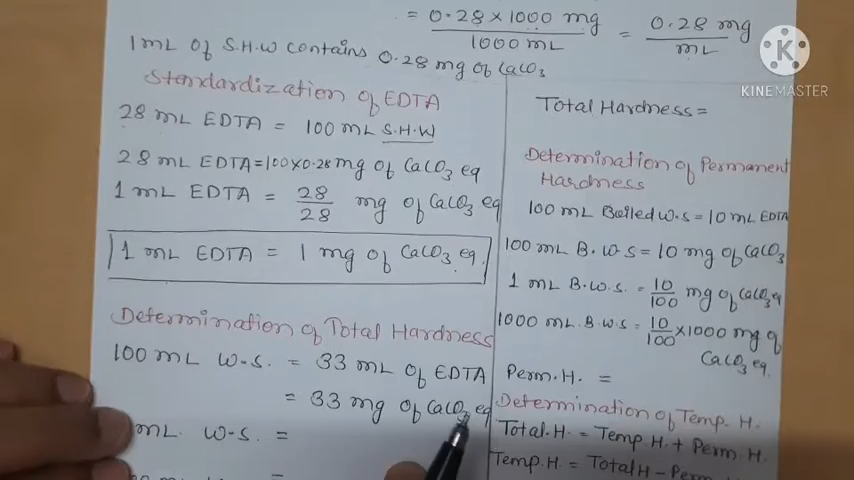 = 0.28 × 1000 mg / 1000 mL = 0.28 mg / mL
1 mL of S.H.W contains 0.28 mg of CaCO3
Standardization of EDTA
28 mL EDTA = 100 mL S.H.W
28 mL EDTA = 100×0.28 mg of CaCO3 eq
1 mL EDTA = 28/28 mg of CaCO3 eq
1 mL EDTA = 1 mg of CaCO3 eq.
Determination of Total Hardness
100 mL W.S. = 33 mL of EDTA
= 33 mg of CaCO3 eq
mL W.S. =
=
KINEMASTER
Total Hardness =
Determination of Permanent
Hardness
100 mL Boiled W.S = 10 mL EDTA
100 mL B.W.S = 10 mg of CaCO3
1 mL B.W.S. = 10/100 mg of CaCO3 eq
1000 mL B.W.S = 10/100 × 1000 mg of
CaCO3 eq.
Perm. H. =
Determination of Temp. H.
Total.H. = Temp.H. + Perm. H.
Temp.H = Total H -